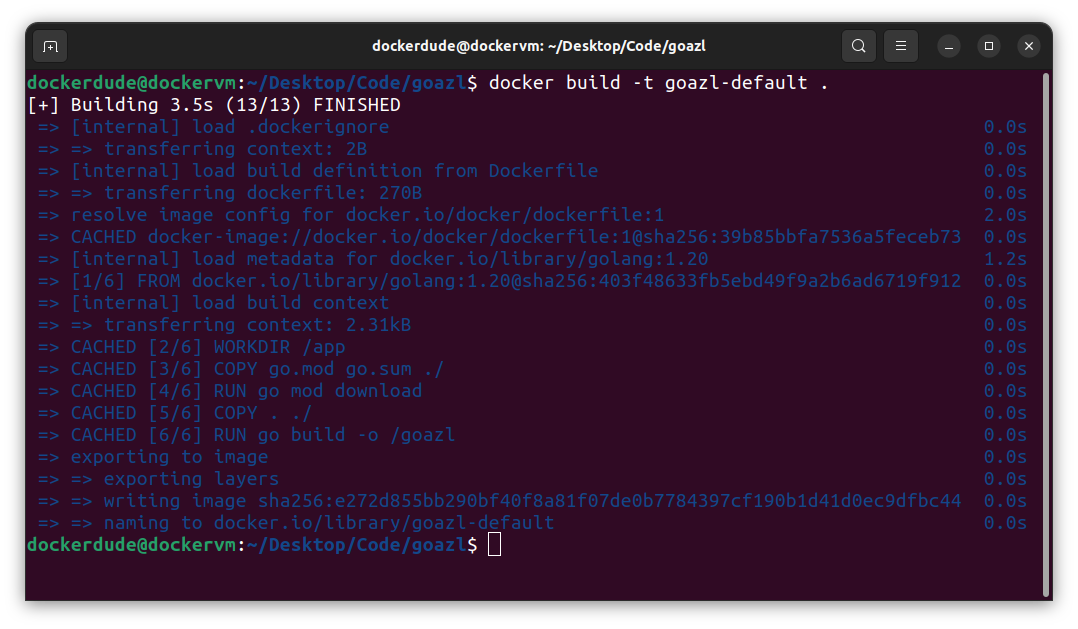 dockerdude@dockervm: ~/Desktop/Code/goazl
dockerdude@dockervm:~/Desktop/Code/goazl$ docker build -t goazl-default .
[+] Building 3.5s (13/13) FINISHED
=> [internal] load .dockerignore 0.0s
=> => transferring context: 2B 0.0s
=> [internal] load build definition from Dockerfile 0.0s
=> => transferring dockerfile: 270B 0.0s
=> resolve image config for docker.io/docker/dockerfile:1 2.0s
=> CACHED docker-image://docker.io/docker/dockerfile:1@sha256:39b85bbfa7536a5feceb73 0.0s
=> [internal] load metadata for docker.io/library/golang:1.20 1.2s
=> [1/6] FROM docker.io/library/golang:1.20@sha256:403f48633fb5ebd49f9a2b6ad6719f912 0.0s
=> [internal] load build context 0.0s
=> => transferring context: 2.31kB 0.0s
=> CACHED [2/6] WORKDIR /app 0.0s
=> CACHED [3/6] COPY go.mod go.sum ./ 0.0s
=> CACHED [4/6] RUN go mod download 0.0s
=> CACHED [5/6] COPY . ./ 0.0s
=> CACHED [6/6] RUN go build -o /goazl 0.0s
=> exporting to image 0.0s
=> => exporting layers 0.0s
=> => writing image sha256:e272d855bb290bf40f8a81f07de0b7784397cf190b1d41d0ec9dfbc44 0.0s
=> => naming to docker.io/library/goazl-default 0.0s
dockerdude@dockervm:~/Desktop/Code/goazl$